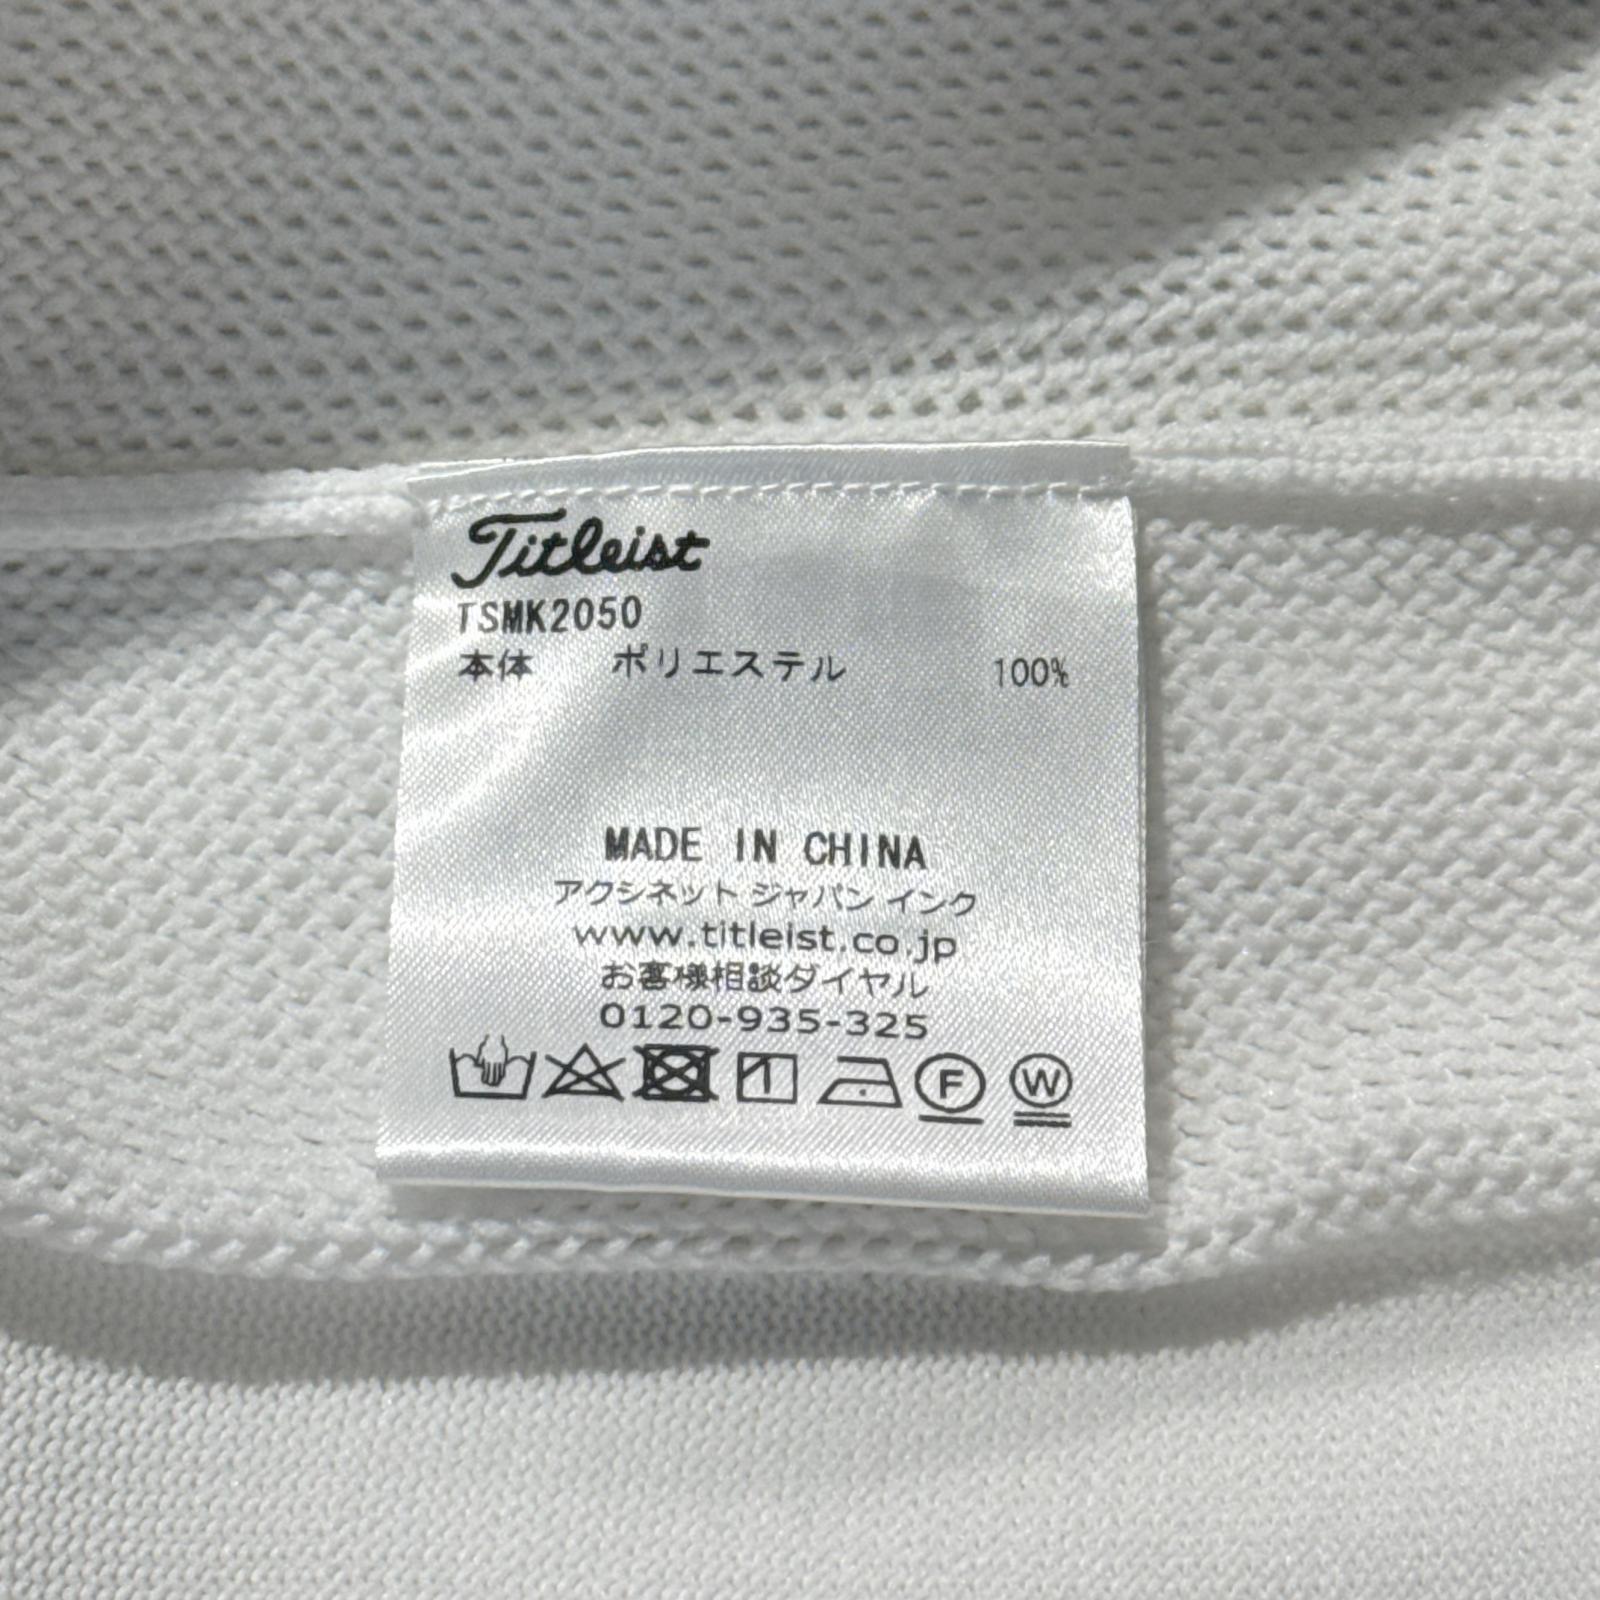 Titleist
TSMK2050
本体 ポリエステル 100%
MADE IN CHINA
アクシネット ジャパン インク
www.titleist.co.jp
お客様相談ダイヤル
0120-935-325
F W